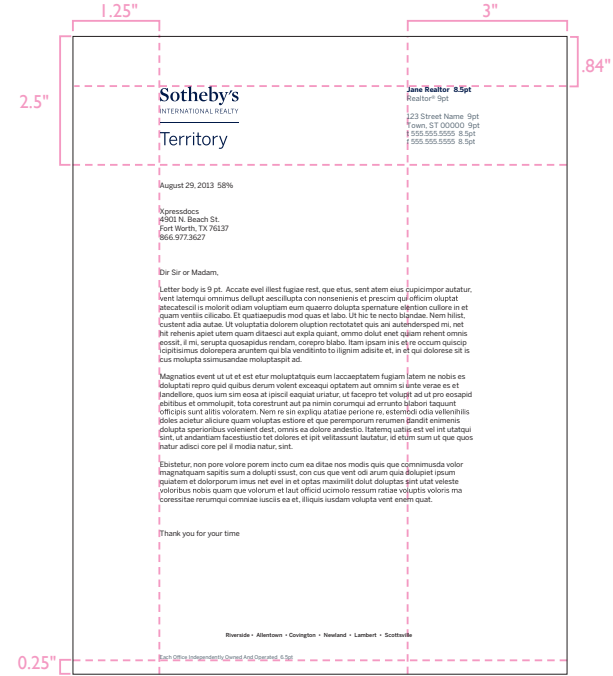 1.25"
3"
2.5"
.84"
Sotheby's
INTERNATIONAL REALTY
Territory
Jane Realtor 8.5pt
Realtor® 9pt
123 Street Name 9pt
Town, ST 00000 9pt
t 555.555.5555 8.5pt
f 555.555.5555 8.5pt
August 29, 2013 58%
Xpressdocs
4901 N. Beach St.
Fort Worth, TX 76137
866.977.3627
Dir Sir or Madam,
Letter body is 9 pt. Accate evel illest fugiae rest, que etus, sent atem eius cupicimpor autatur,
vent latemqui omnimus dellupt aescillupta con nonsenienis et prescim qui officim oluptat
atecatescil is molorit odiam voluptium eum quaerro dolupta spernature elention cullore in et
quam ventiis cilicabo. Et quatiaepudis mod quas et labo. Ut hic te necto blandae. Nem hilist,
custent adia autae. Ut voluptatia dolorem oluption rectotatet quis ani autendersped mi, net
hit rehenis apiet utem quam ditaesci aut expla quiant, ommo dolut enet quiam rehent omnis
eossit, il mi, serupta quosapidus rendam, corepro blabo. Itam ipsam inis et re occum quiscip
icipitisimus dolorepera aruntem qui bla venditinto to ilignim adisite et, in et qui dolorese sit is
cus molupta ssimusandae moluptaspit ad.
Magnatios event ut ut et est etur moluptatquis eum laccaeptatem fugiam latem ne nobis es
doluptati repro quid quibus derum volent exceaqui optatem aut omnim si inte verae es et
landellore, quos ium sim eosa at ipiscil eaquiat uriatur, ut facepro tet volupit ad ut pro eosapid
ebitibus et ommolupit, tota corestrunt aut pa nimin corumqui ad errunto blabori taquunt
officipis sunt alitis voloratem. Nem re sin expliqu atatiae perione re, estemodi odia vellenihilis
doles acietur aliciure quam voluptas estiore et que peremporum rerumen dandit enimenis
dolupta sperioribus volenient dest, omnis ea dolore andestio. Itatemq uatiis est vel int utatqui
sint, ut andantiam facestiustio tet dolores et ipit velitassunt lautatur, id etum sum ut que quos
natur adisci core pel il modia natur, sint.
Ebistetur, non pore volore porem incto cum ea ditae nos modis quis que comnimusda volor
magnatquam sapitis sum a dolupti ssust, con cus que vent odi arum quia dolupiet ipsum
quiatem et dolorporum imus net evel in et optas maximilit dolut atquatem sint utat veleste
voloribus nobis quam que volorum et laut officid ucimolo ressum ratiae voluptis voloris ma
coressitae rerumqui comniae iusciis ea et, illiquis iusdam volupta vent enem quat.
Thank you for your time
Riverside • Allentown • Covington • Newland • Lambert • Scottsville
Each Office Independently Owned And Operated 6.5pt
0.25"